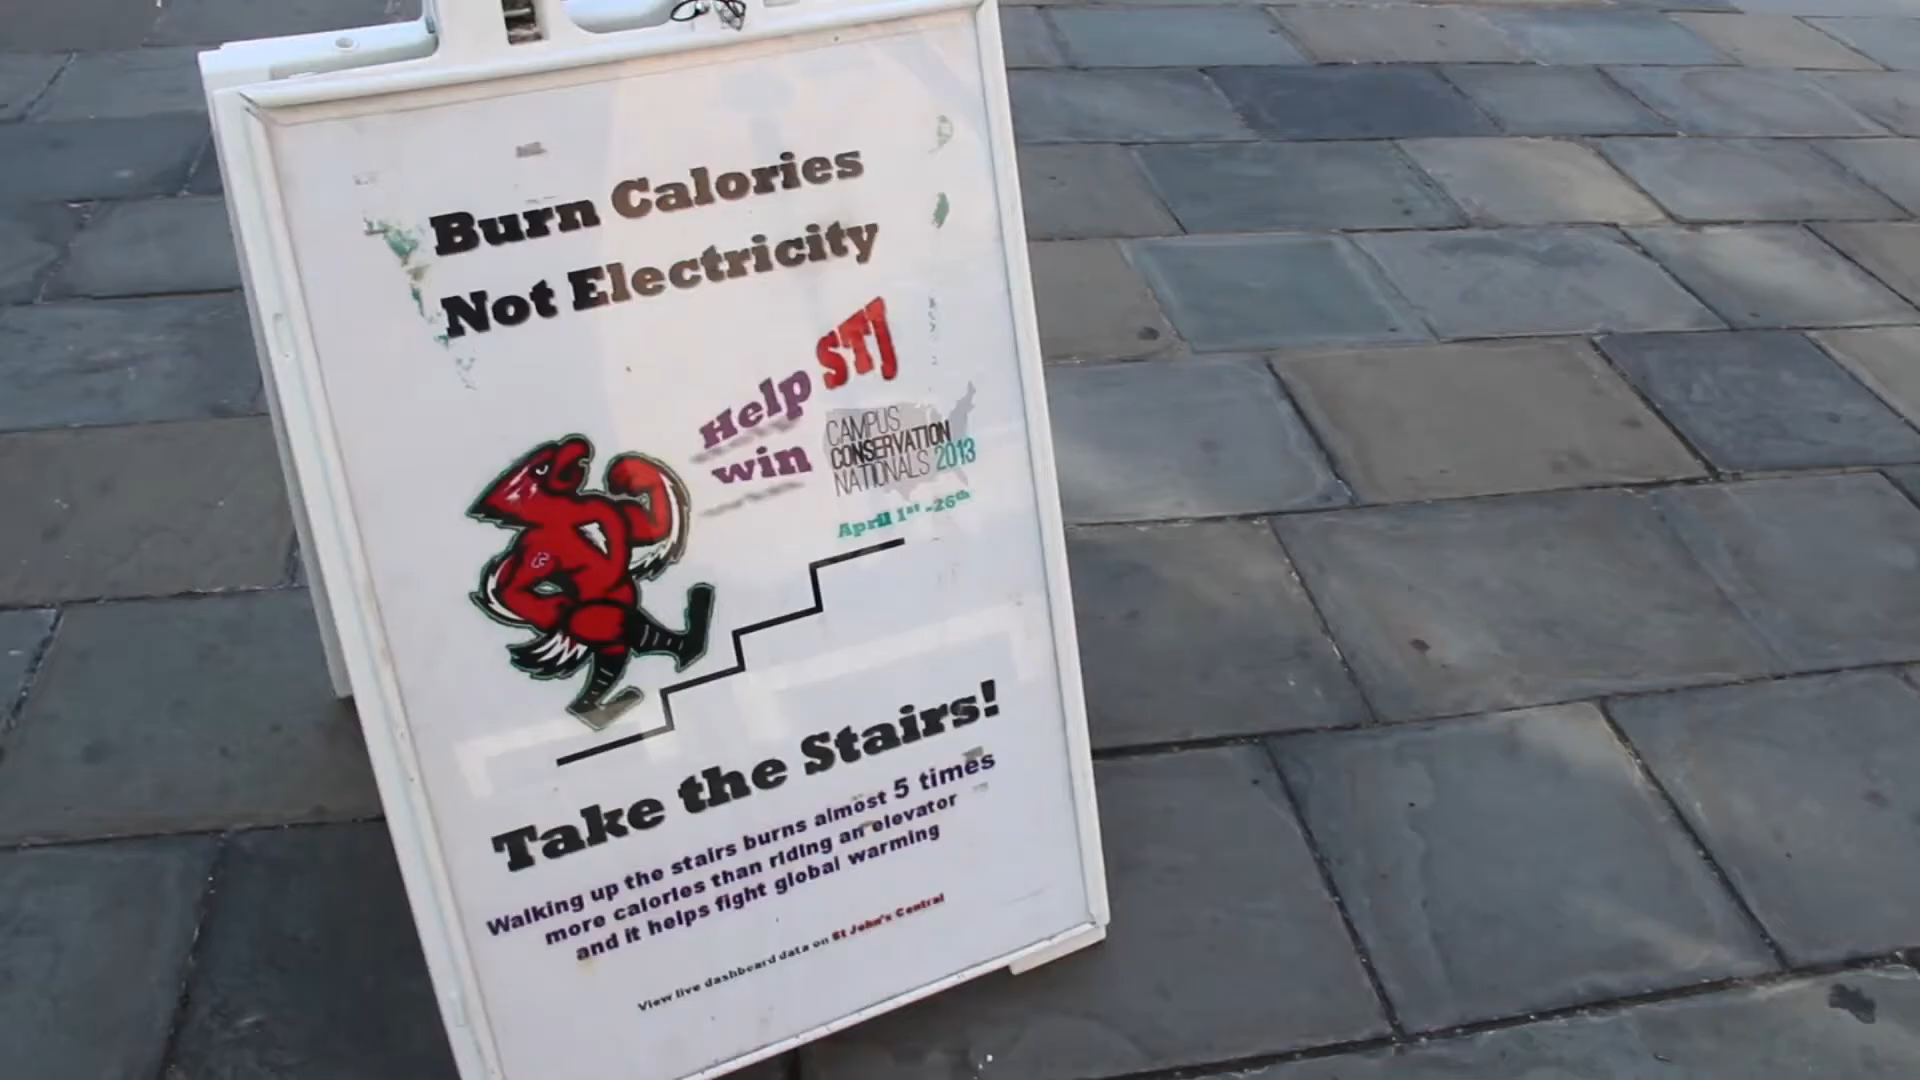 Burn Calories
Not Electricity
Help STJ
win
CAMPUS
CONSERVATION
NATIONALS 2013
April 1st -26th
Take the Stairs!
Walking up the stairs burns almost 5 times
more calories than riding an elevator
and it helps fight global warming
View live dashboard data on St John's Central